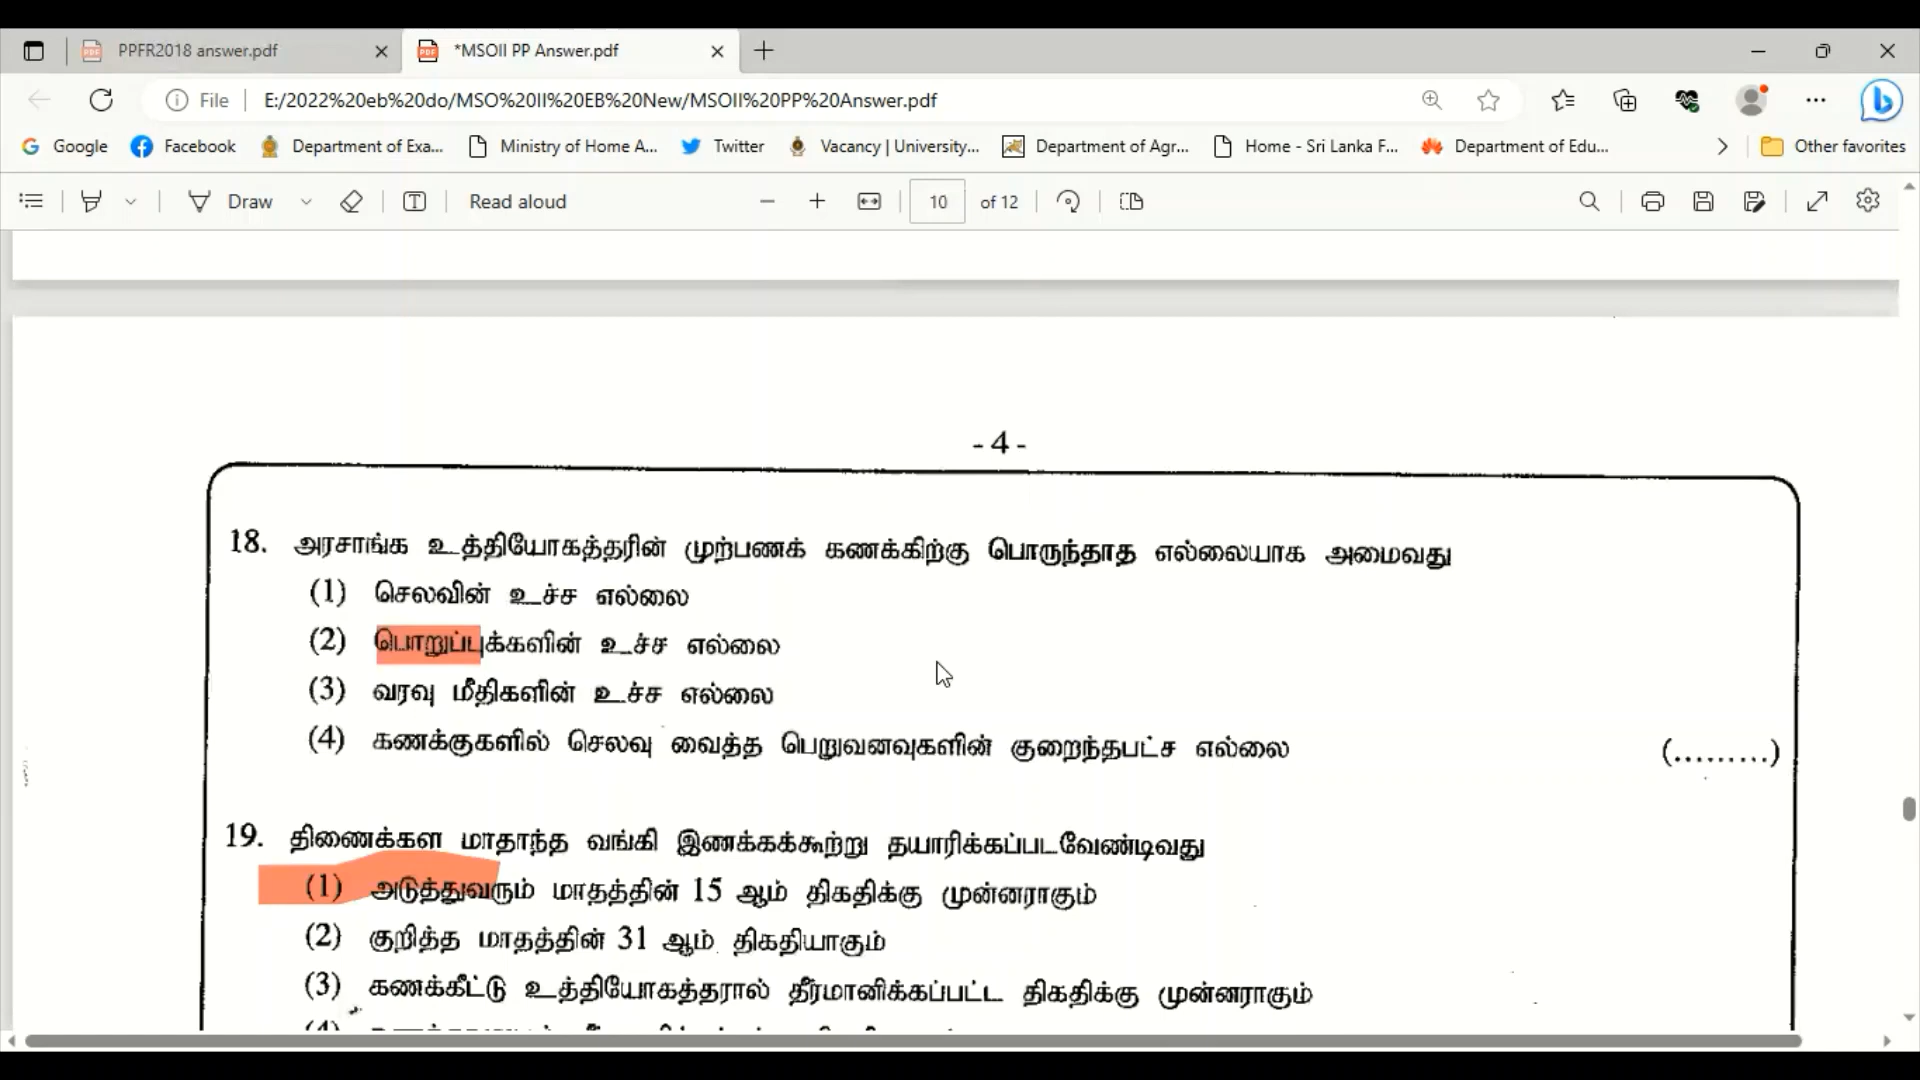 PPFR2018 answer.pdf
*MSOII PP Answer.pdf
File
E:/2022%20eb%20do/MSO%20II%20EB%20New/MSOII%20PP%20Answer.pdf
Google Facebook Department of Exa... Ministry of Home A... Twitter Vacancy | University... Department of Agr... Home - Sri Lanka F... Department of Edu... Other favorites
Draw Read aloud 10 of 12
- 4 -
18. அரசாங்க உத்தியோகத்தரின் முற்பணக் கணக்கிற்கு பொருந்தாத எல்லையாக அமைவது
(1) செலவின் உச்ச எல்லை
(2) பொறுப்புக்களின் உச்ச எல்லை
(3) வரவு மீதிகளின் உச்ச எல்லை
(4) கணக்குகளில் செலவு வைத்த பெறுவனவுகளின் குறைந்தபட்ச எல்லை (.........)
19. திணைக்கள மாதாந்த வங்கி இணக்கக்கூற்று தயாரிக்கப்படவேண்டிவது
(1) அடுத்துவரும் மாதத்தின் 15 ஆம் திகதிக்கு முன்னராகும்
(2) குறித்த மாதத்தின் 31 ஆம் திகதியாகும்
(3) கணக்கீட்டு உத்தியோகத்தரால் தீர்மானிக்கப்பட்ட திகதிக்கு முன்னராகும்